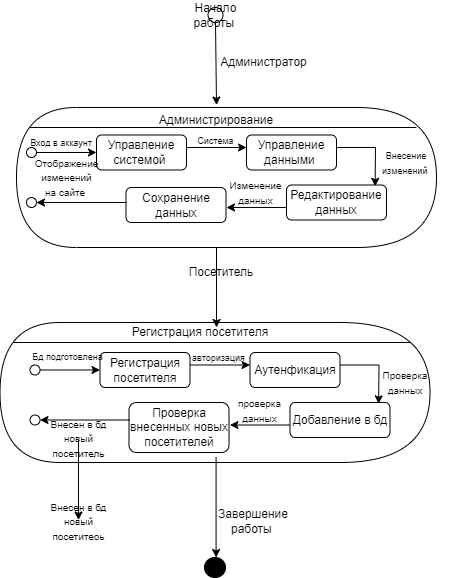 Начало
работы
Администратор
Администрирование
Вход в аккаунт
Управление
системой
Система
Управление
данными
Внесение
изменений
Отображение
изменений
на сайте
Сохранение
данных
Изменение
данных
Редактирование
данных
Посетитель
Регистрация посетителя
Бд подготовлена
Регистрация
посетителя
авторизация
Аутенфикация
Проверка
данных
Внесен в бд
новый
посетитель
Проверка
внесенных новых
посетителей
проверка
данных
Добавление в бд
Внесен в бд
новый
посетитеоь
Завершение
работы